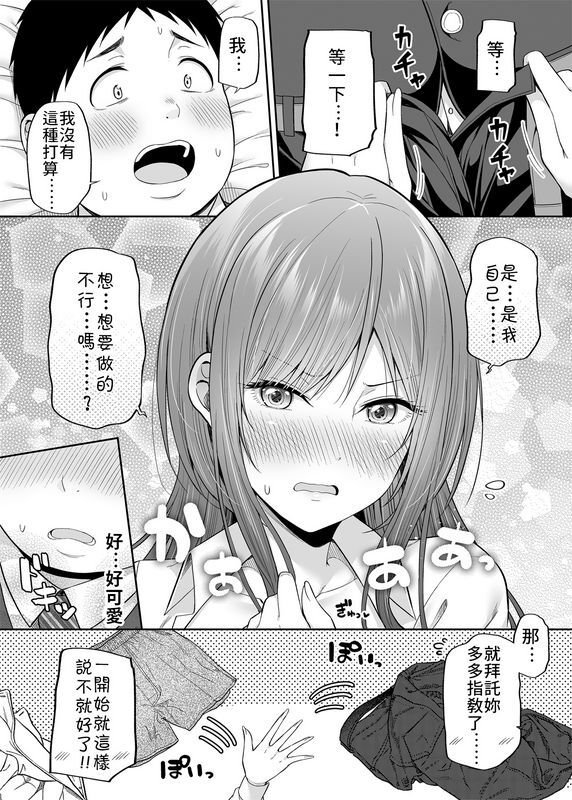 等…
等一下…!
カチャ
カチャ
我…
我沒有
這種打算……
是…是我
自己……
想…想要做的
不行…嗎……?
かぁあぁっ
ぎゅっ
好…好可愛
ドキンッ
那…
就拜託妳
多多指教了…
ぽいっ
一開始就這樣
說不就好了!!
ぽいっ